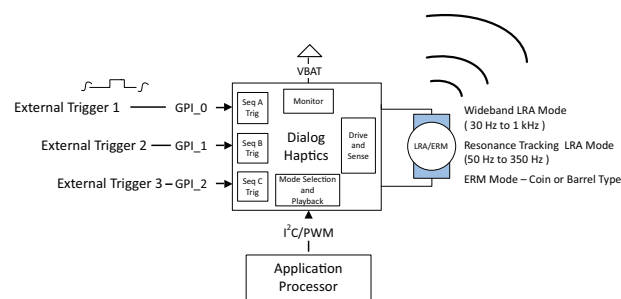 VBAT
External Trigger 1
GPI_0
Seq A
Trig
Monitor
External Trigger 2
GPI_1
Seq B
Trig
Dialog
Haptics
Drive
and
Sense
LRA/ERM
External Trigger 3
GPI_2
Seq C
Trig
Mode Selection
and
Playback
Wideband LRA Mode
( 30 Hz to 1 kHz )
Resonance Tracking LRA Mode
(50 Hz to 350 Hz )
ERM Mode – Coin or Barrel Type
I²C/PWM
Application
Processor